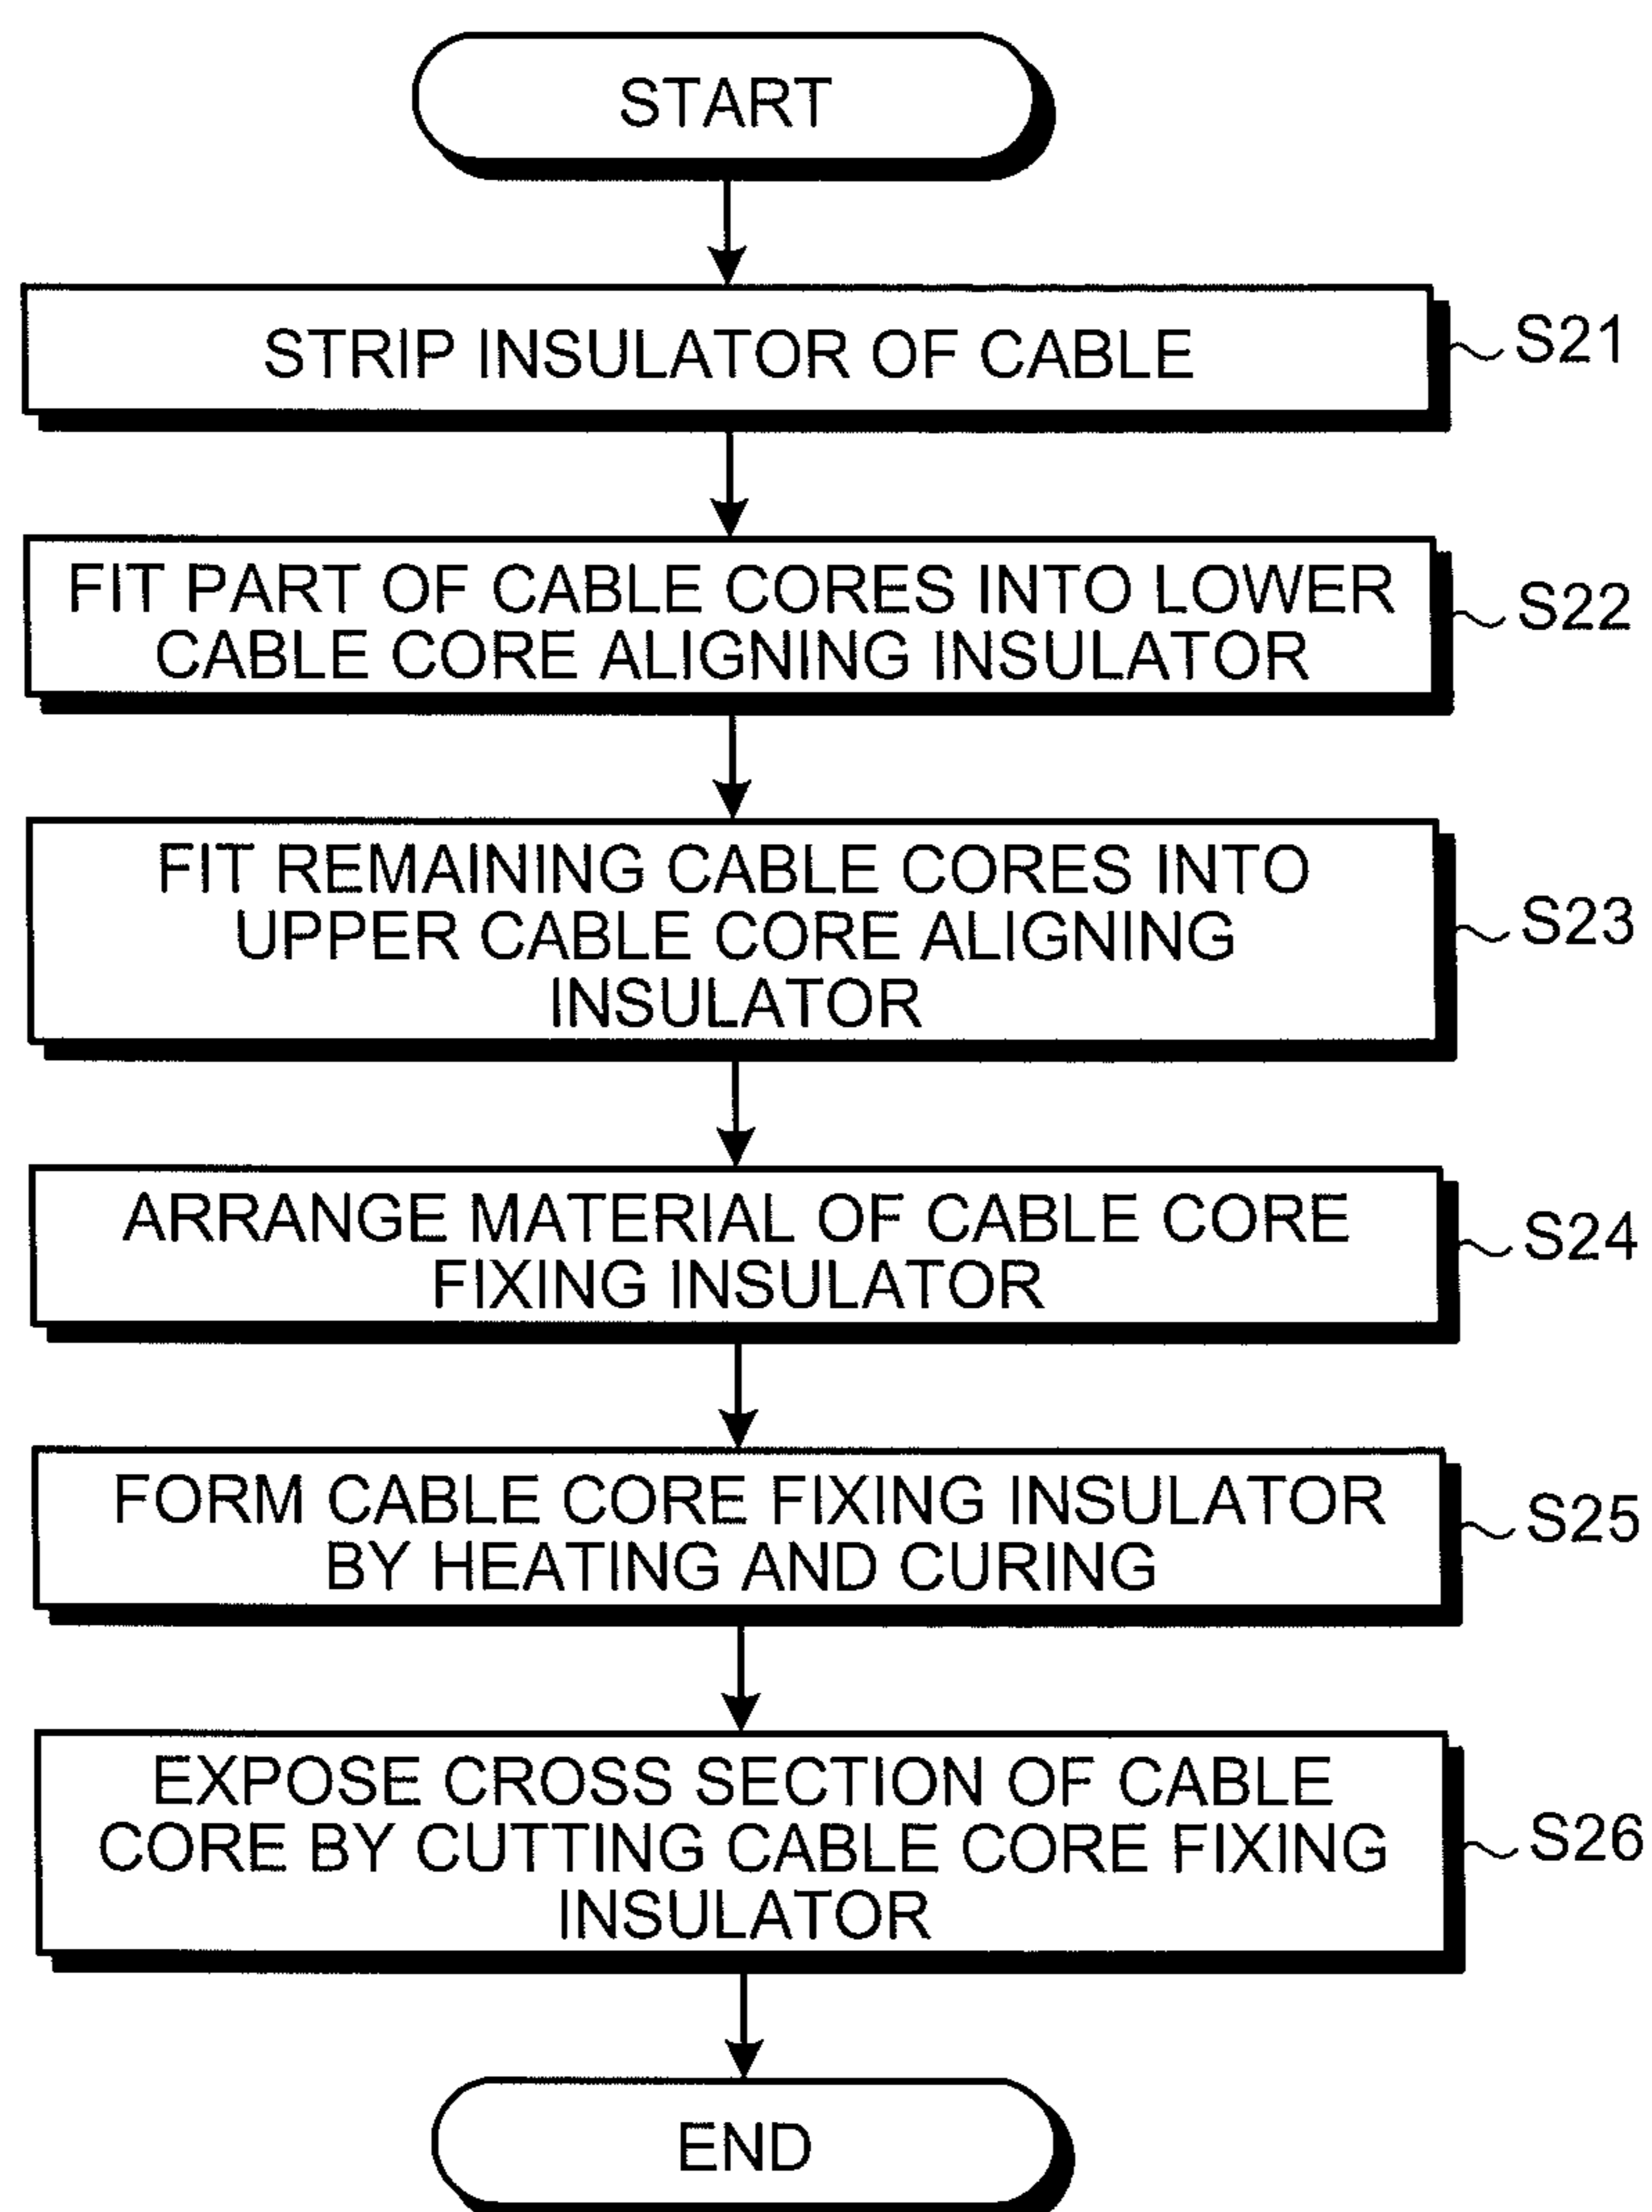 START
STRIP INSULATOR OF CABLE
S21
FIT PART OF CABLE CORES INTO LOWER
CABLE CORE ALIGNING INSULATOR
S22
FIT REMAINING CABLE CORES INTO
UPPER CABLE CORE ALIGNING
INSULATOR
S23
ARRANGE MATERIAL OF CABLE CORE
FIXING INSULATOR
S24
FORM CABLE CORE FIXING INSULATOR
BY HEATING AND CURING
S25
EXPOSE CROSS SECTION OF CABLE
CORE BY CUTTING CABLE CORE FIXING
INSULATOR
S26
END